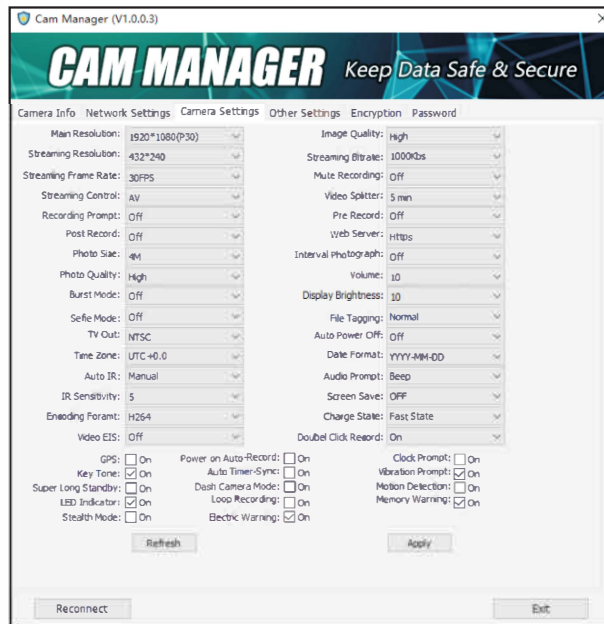 Cam Manager (V1.0.0.3)
CAM MANAGER Keep Data Safe & Secure
Camera Info Network Settings Camera Settings Other Settings Encryption Password
Main Resolution: 1920*1080(P30) Image Quality: High
Streaming Resolution: 432*240 Streaming Bitrate: 1000Kbs
Streaming Frame Rate: 30FPS Mute Recording: Off
Streaming Control: AV Video Splitter: 5 min
Recording Prompt: Off Pre Record: Off
Post Record: Off Web Server: Https
Photo Size: 4M Interval Photograph: Off
Photo Quality: High Volume: 10
Burst Mode: Off Display Brightness: 10
Sefie Mode: Off File Tagging: Normal
TV Out: NTSC Auto Power Off: Off
Time Zone: UTC +0.0 Date Format: YYYY-MM-DD
Auto IR: Manual Audio Prompt: Beep
IR Sensitivity: 5 Screen Save: OFF
Encoding Foramt: H264 Charge State: Fast State
Video EIS: Off Doubel Click Record: On
GPS: On Power on Auto-Record: On Clock Prompt: On
Key Tone: On Auto Timer-Sync: On Vibration Prompt: On
Super Long Standby: On Dash Camera Mode: On Motion Detection: On
LED Indicator: On Loop Recording: On Memory Warning: On
Stealth Mode: On Electric Warning: On
Refresh Apply
Reconnect Exit